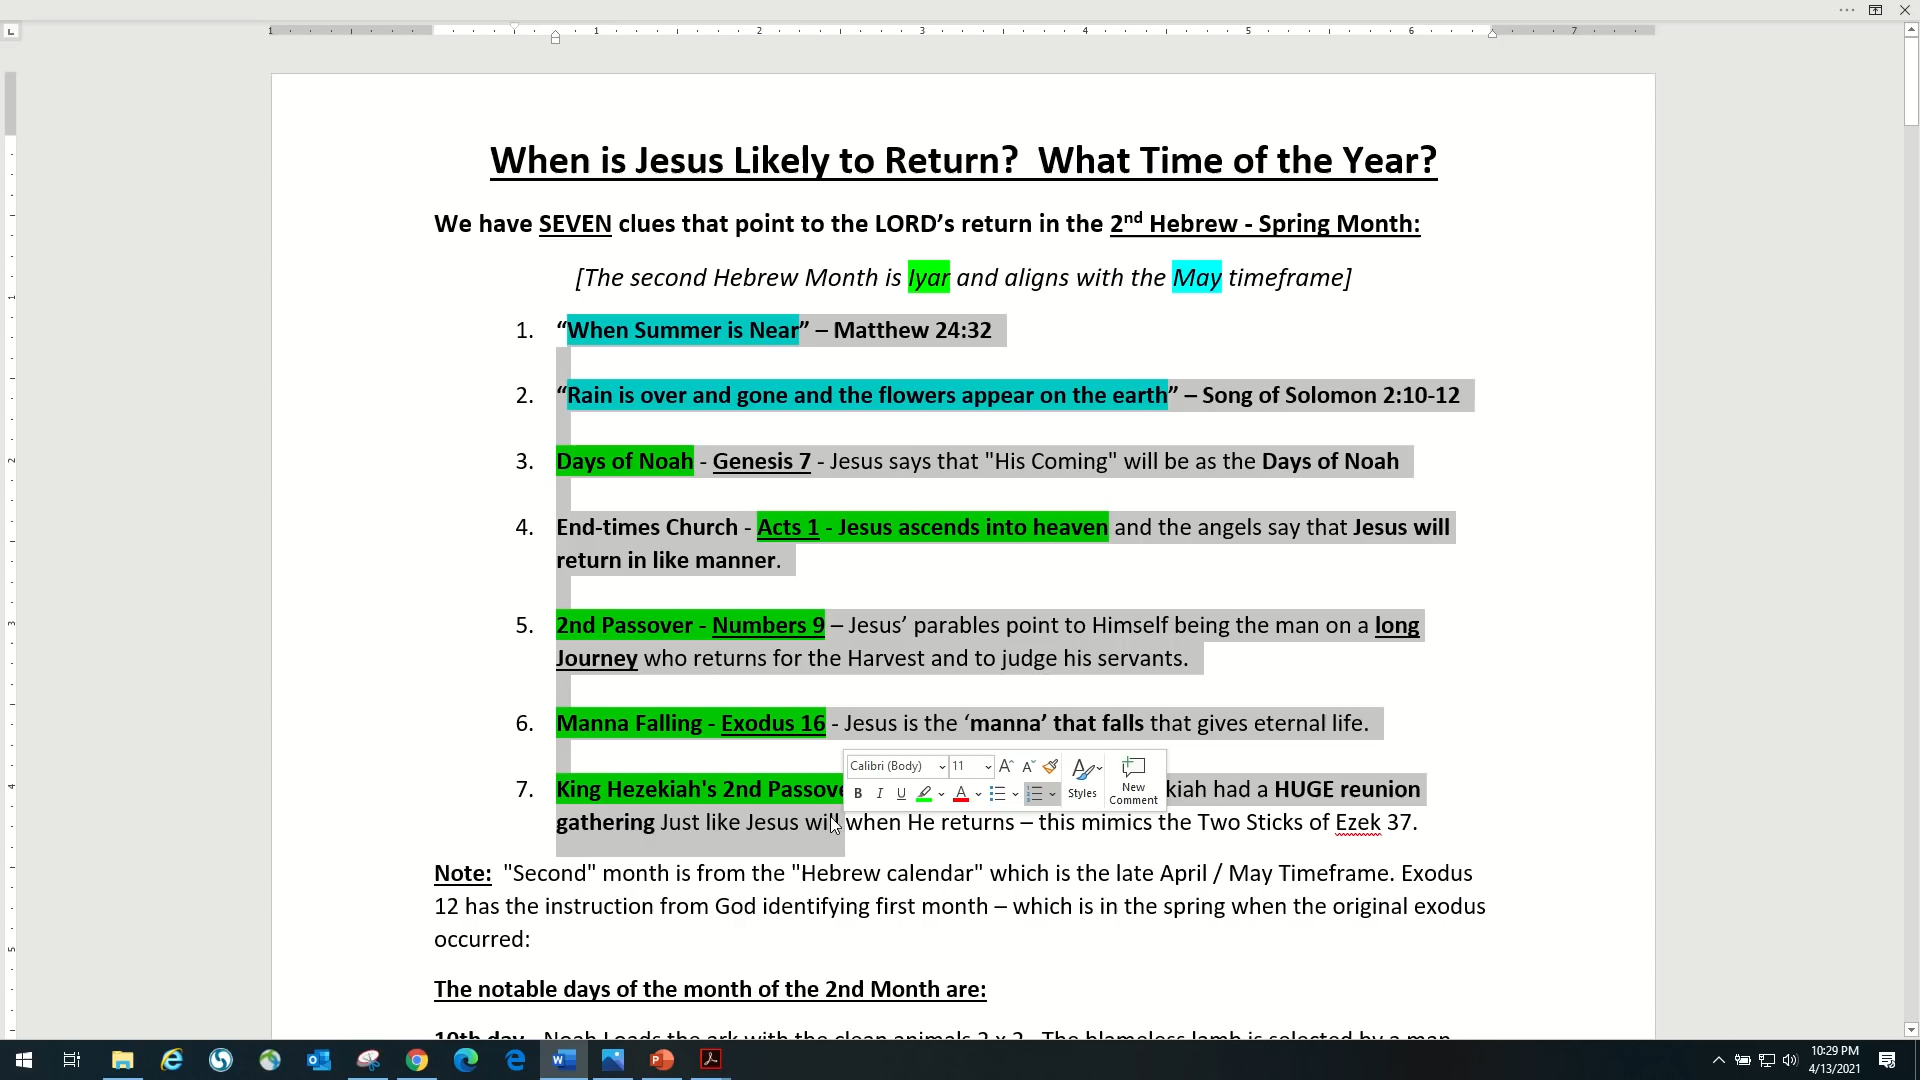 When is Jesus Likely to Return?  What Time of the Year?
We have SEVEN clues that point to the LORD’s return in the 2nd Hebrew - Spring Month:
[The second Hebrew Month is Iyar and aligns with the May timeframe]
1. “When Summer is Near” – Matthew 24:32
2. “Rain is over and gone and the flowers appear on the earth” – Song of Solomon 2:10-12
3. Days of Noah - Genesis 7 - Jesus says that "His Coming" will be as the Days of Noah
4. End-times Church - Acts 1 - Jesus ascends into heaven and the angels say that Jesus will
return in like manner.
5. 2nd Passover - Numbers 9 – Jesus’ parables point to Himself being the man on a long
Journey who returns for the Harvest and to judge his servants.
6. Manna Falling - Exodus 16 - Jesus is the ‘manna’ that falls that gives eternal life.
Calibri (Body) 11
B I U A Styles New
Comment
7. King Hezekiah's 2nd Passove kiah had a HUGE reunion
gathering Just like Jesus will when He returns – this mimics the Two Sticks of Ezek 37.
Note:  "Second" month is from the "Hebrew calendar" which is the late April / May Timeframe. Exodus
12 has the instruction from God identifying first month – which is in the spring when the original exodus
occurred:
The notable days of the month of the 2nd Month are:
10:29 PM
4/13/2021